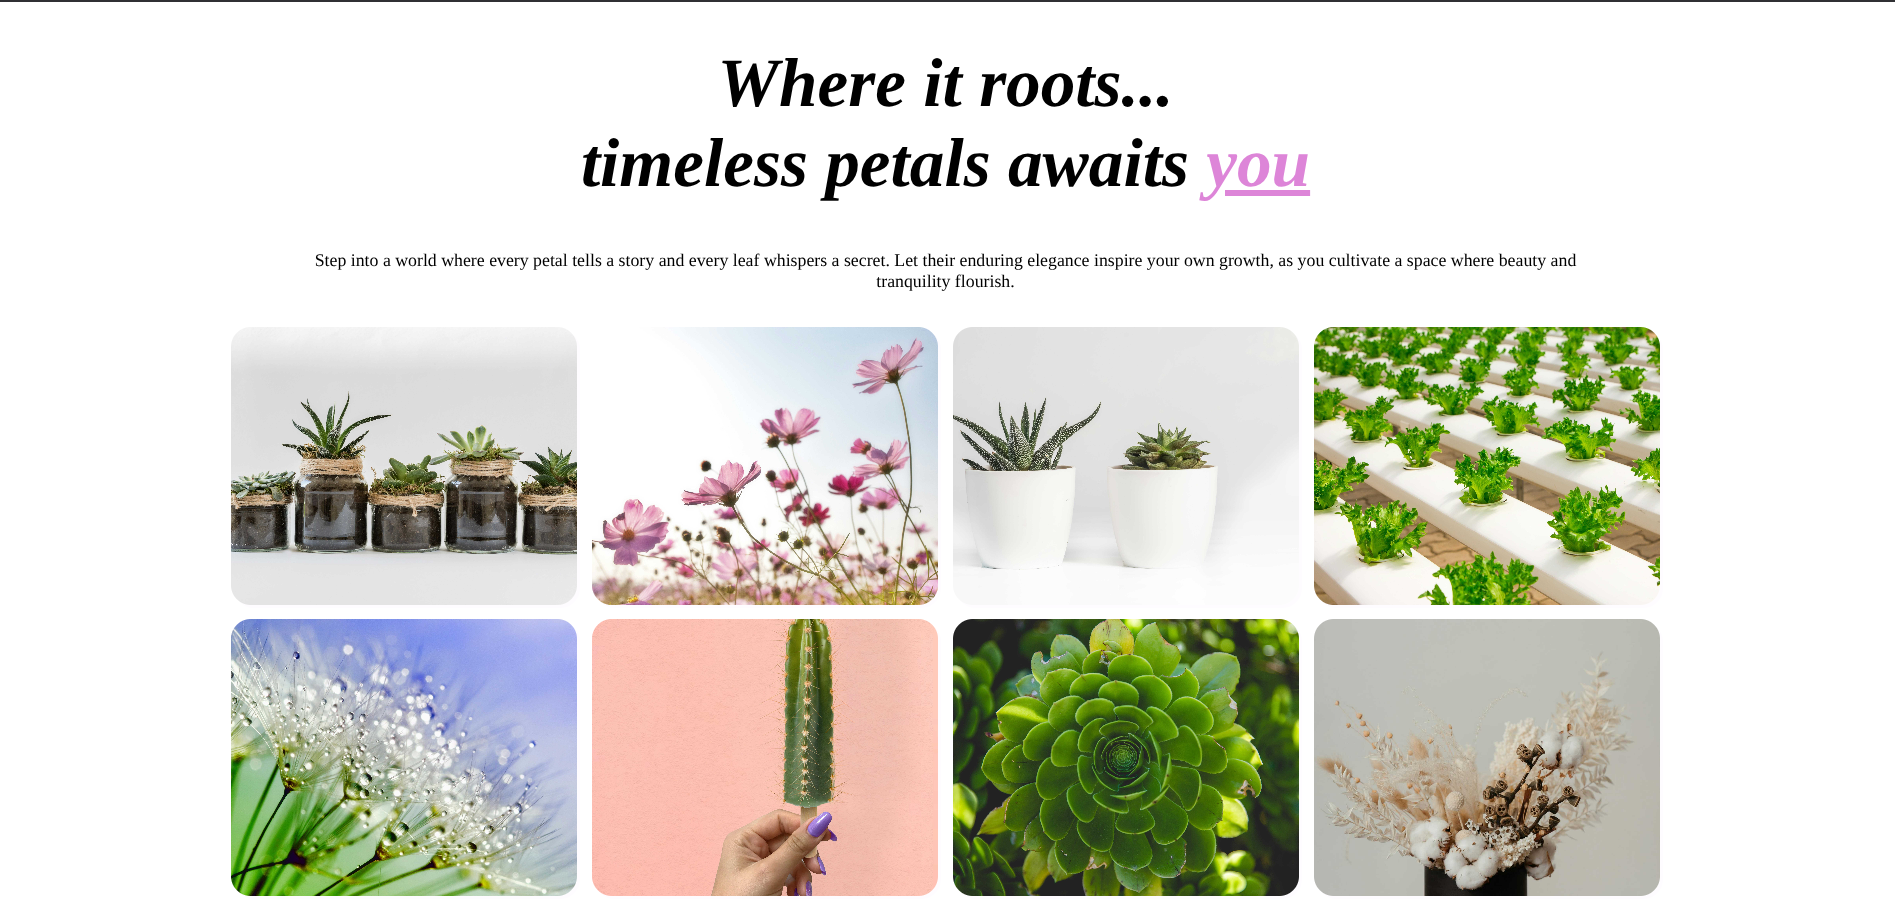 Where it roots...
timeless petals awaits you
Step into a world where every petal tells a story and every leaf whispers a secret. Let their enduring elegance inspire your own growth, as you cultivate a space where beauty and
tranquility flourish.